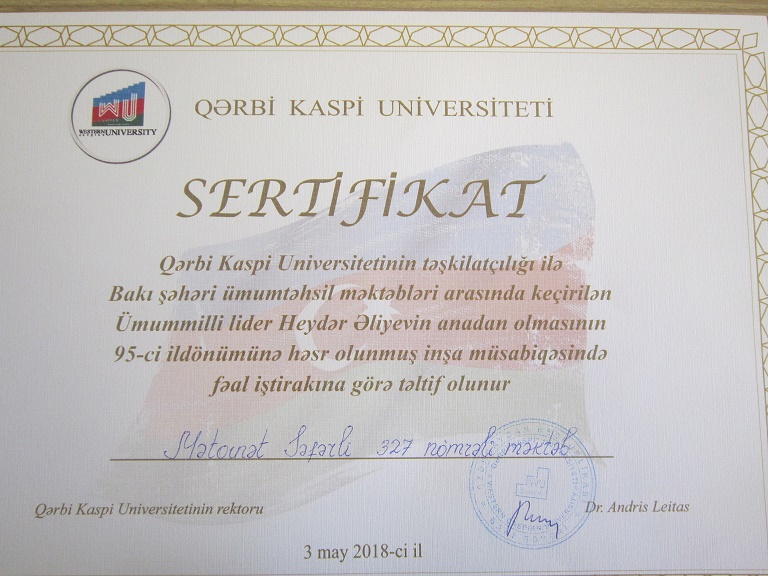 WU
WESTERN UNIVERSITY
QƏRBİ KASPİ UNİVERSİTETİ
SERTİFİKAT
Qərbi Kaspi Universitetinin təşkilatçılığı ilə
Bakı şəhəri ümumtəhsil məktəbləri arasında keçirilən
Ümummilli lider Heydər Əliyevin anadan olmasının
95-ci ildönümünə həsr olunmuş inşa müsabiqəsində
fəal iştirakına görə təltif olunur
Mətanət Səfərli 327 nömrəli məktəb
Qərbi Kaspi Universitetinin rektoru
Dr. Andris Leitas
3 may 2018-ci il